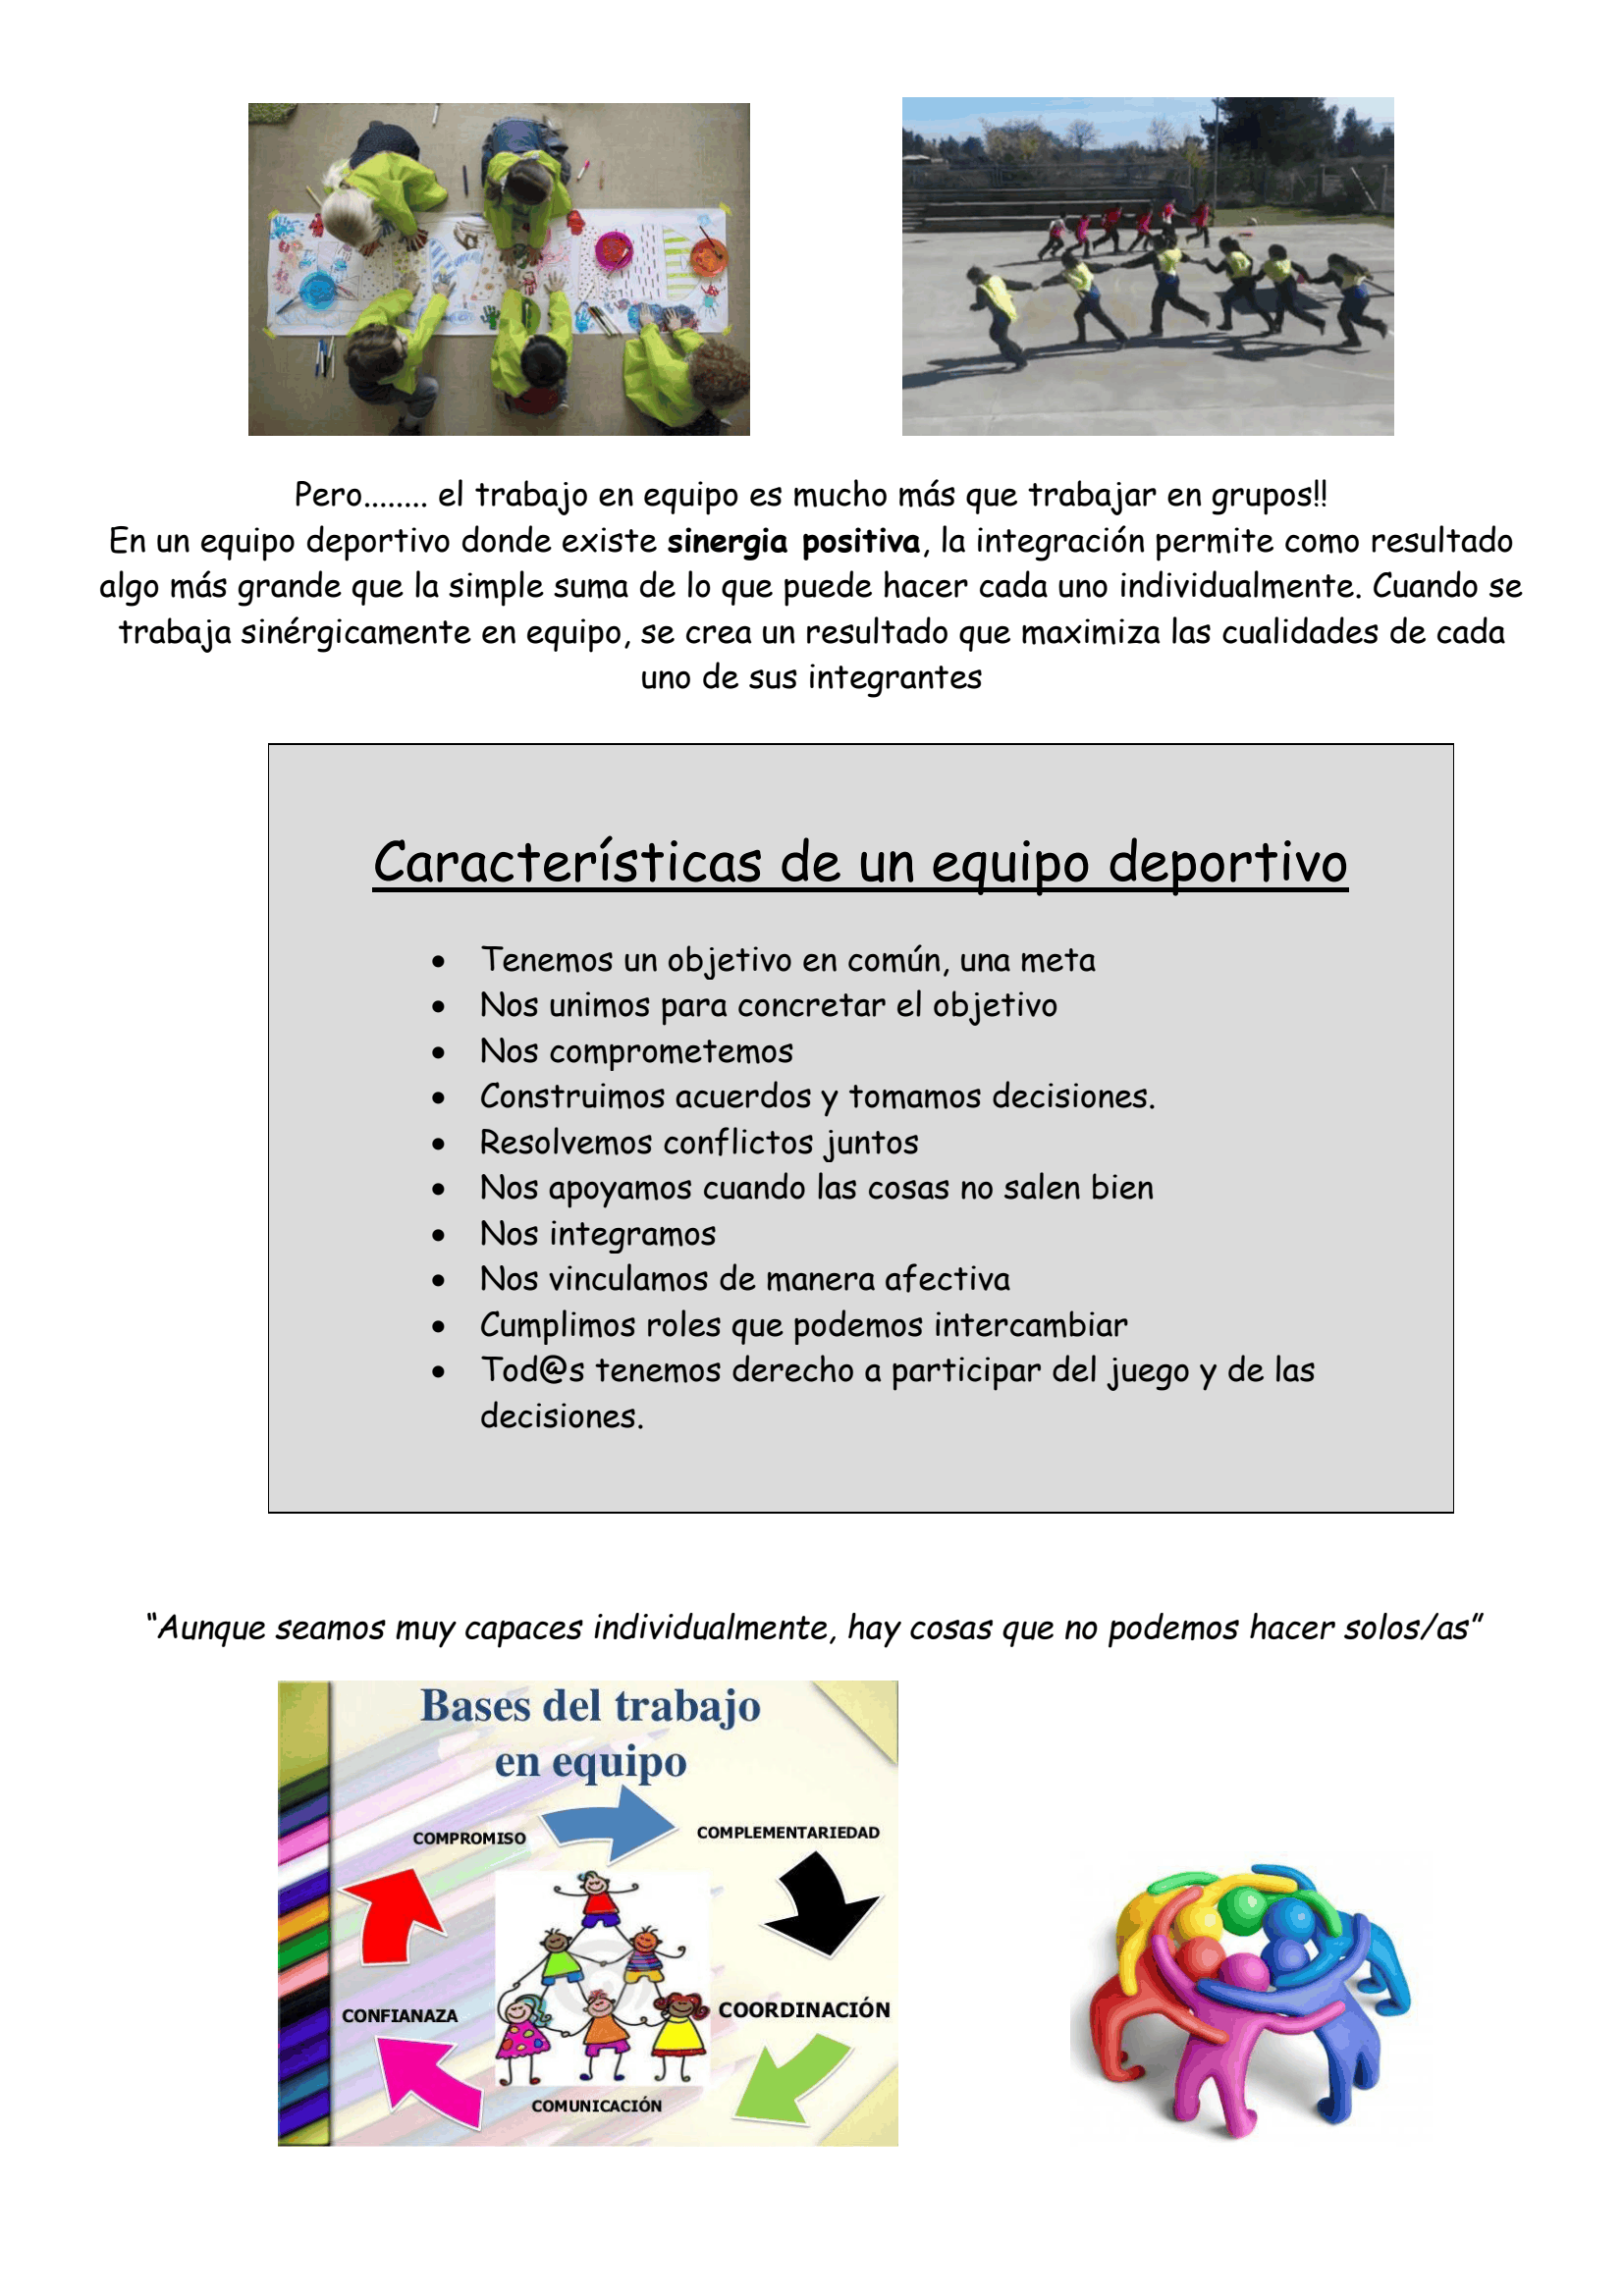 Pero........ el trabajo en equipo es mucho más que trabajar en grupos!!
En un equipo deportivo donde existe sinergia positiva, la integración permite como resultado
algo más grande que la simple suma de lo que puede hacer cada uno individualmente. Cuando se
trabaja sinérgicamente en equipo, se crea un resultado que maximiza las cualidades de cada
uno de sus integrantes
Características de un equipo deportivo
• Tenemos un objetivo en común, una meta
• Nos unimos para concretar el objetivo
• Nos comprometemos
• Construimos acuerdos y tomamos decisiones.
• Resolvemos conflictos juntos
• Nos apoyamos cuando las cosas no salen bien
• Nos integramos
• Nos vinculamos de manera afectiva
• Cumplimos roles que podemos intercambiar
• Tod@s tenemos derecho a participar del juego y de las
decisiones.
“Aunque seamos muy capaces individualmente, hay cosas que no podemos hacer solos/as”
Bases del trabajo
en equipo
COMPROMISO
COMPLEMENTARIEDAD
CONFIANAZA
COORDINACIÓN
COMUNICACIÓN